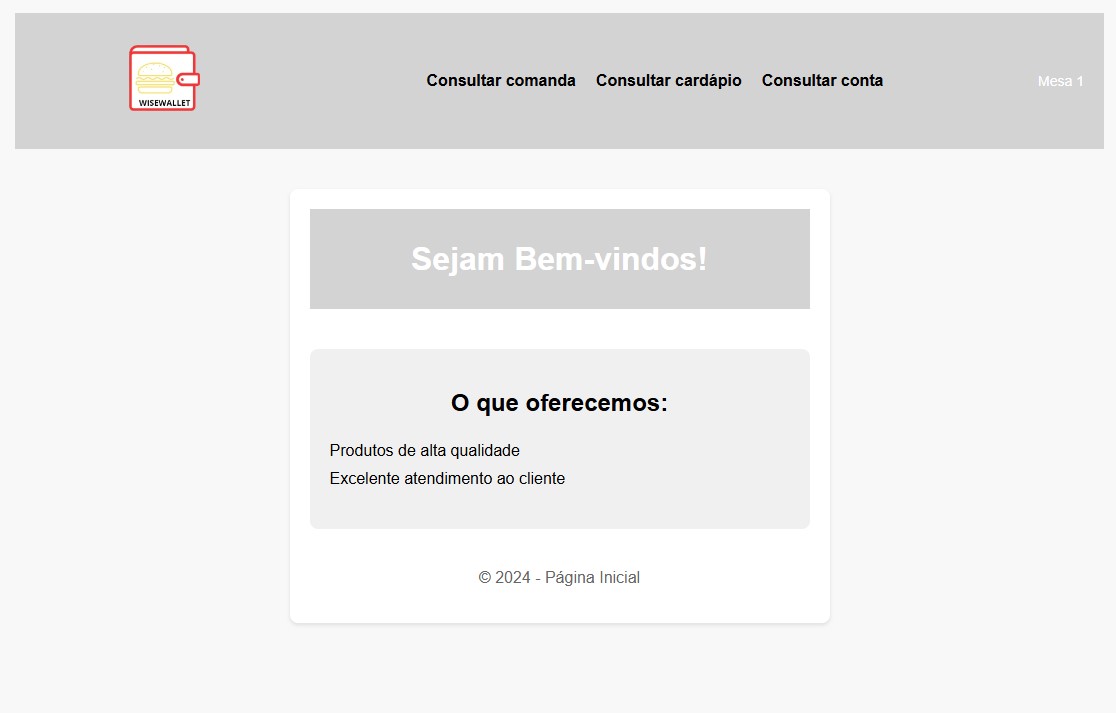 WISEWALLET
Consultar comanda Consultar cardápio Consultar conta
Mesa 1
Sejam Bem-vindos!
O que oferecemos:
Produtos de alta qualidade
Excelente atendimento ao cliente
© 2024 - Página Inicial